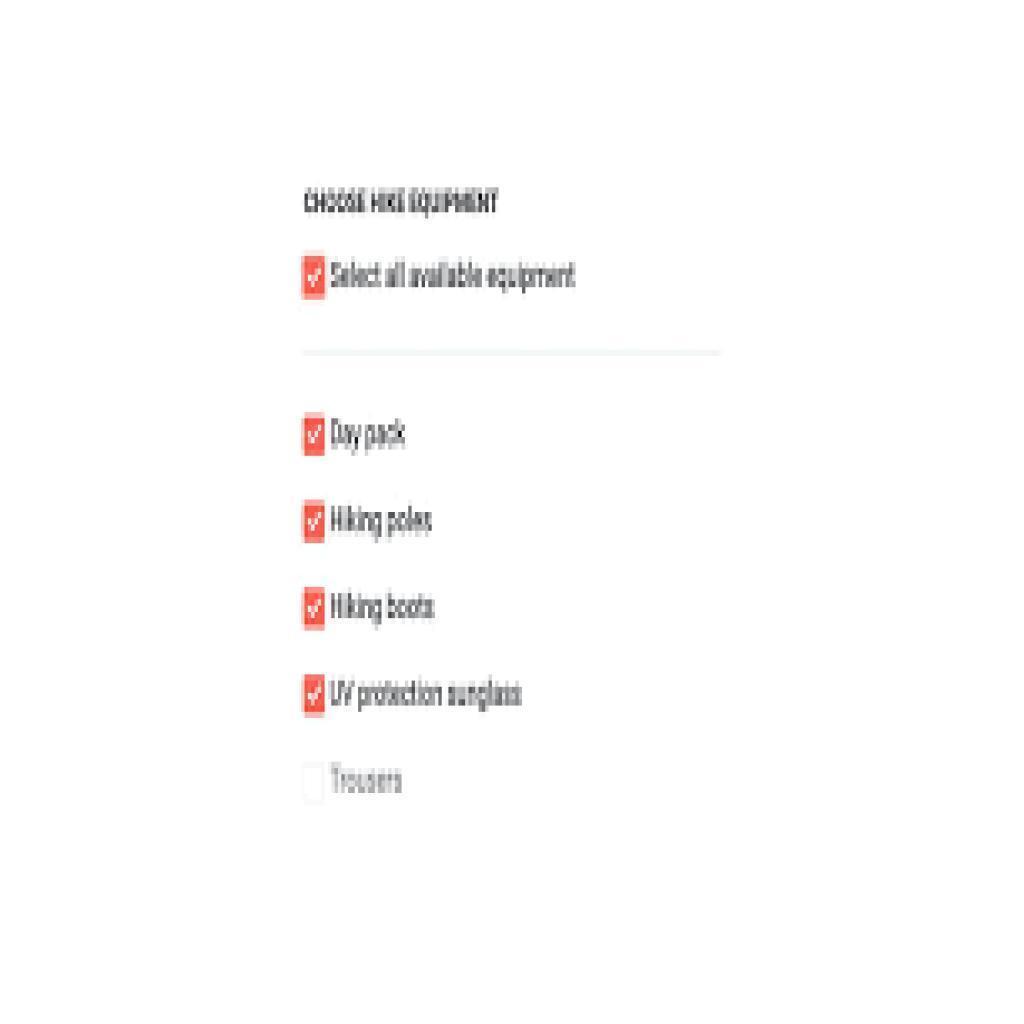 CHOOSE HIKE EQUIPMENT
Select all available equipment
Day pack
Hiking poles
Hiking boots
UV protection sunglass
Trousers